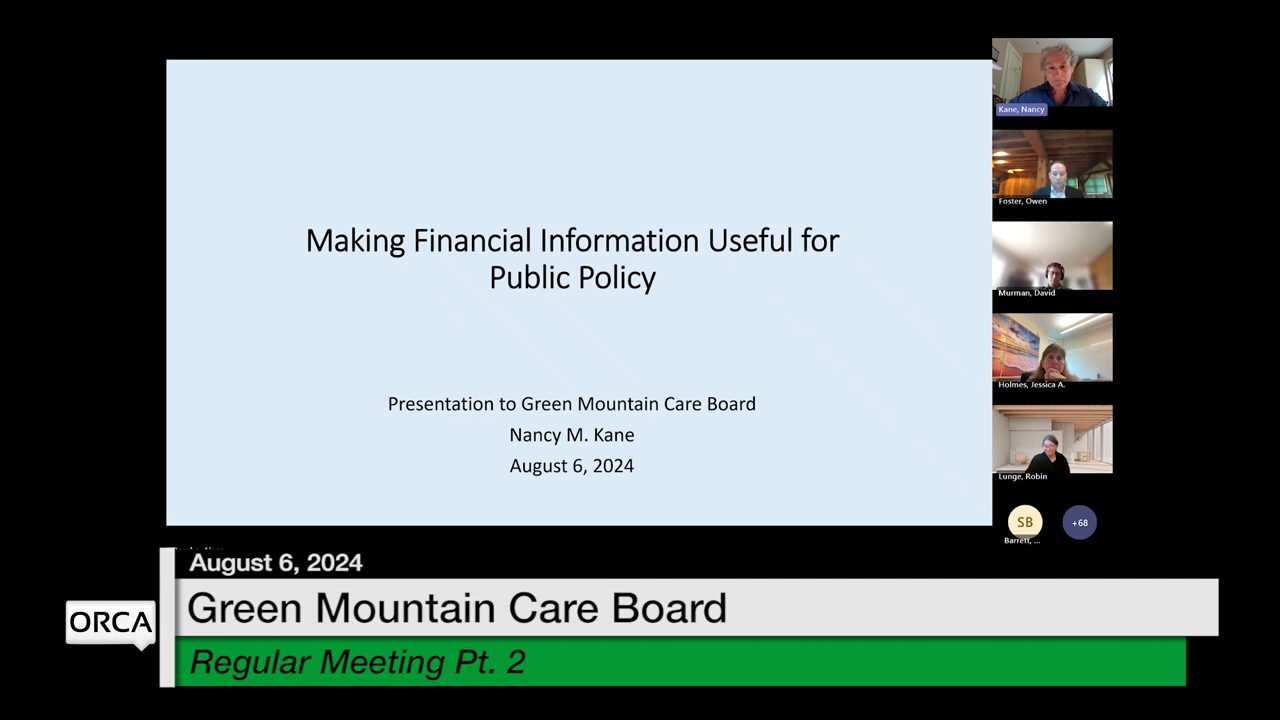 Making Financial Information Useful for
Public Policy
Presentation to Green Mountain Care Board
Nancy M. Kane
August 6, 2024
Kane, Nancy
Foster, Owen
Murman, David
Holmes, Jessica A.
Lunge, Robin
SB
+68
Barrett, ...
August 6, 2024
ORCA
Green Mountain Care Board
Regular Meeting Pt. 2